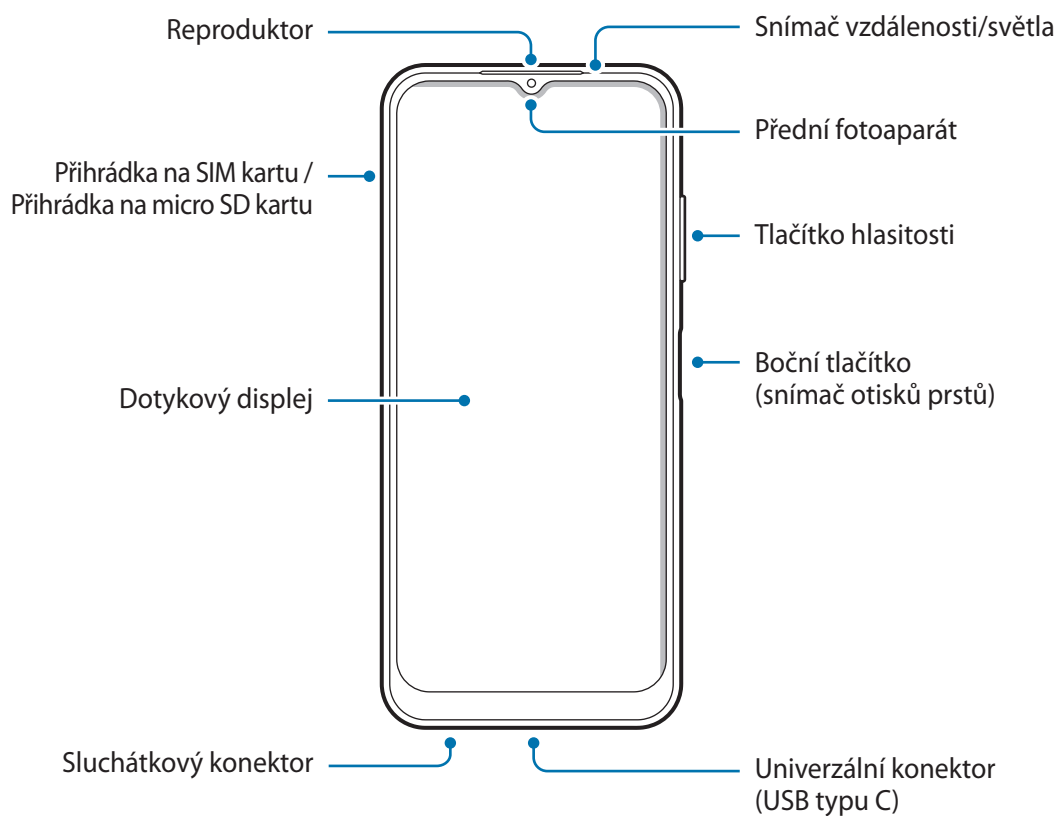 Reproduktor
Snímač vzdálenosti/světla
Přední fotoaparát
Přihrádka na SIM kartu /
Přihrádka na micro SD kartu
Tlačítko hlasitosti
Boční tlačítko
(snímač otisků prstů)
Dotykový displej
Sluchátkový konektor
Univerzální konektor
(USB typu C)